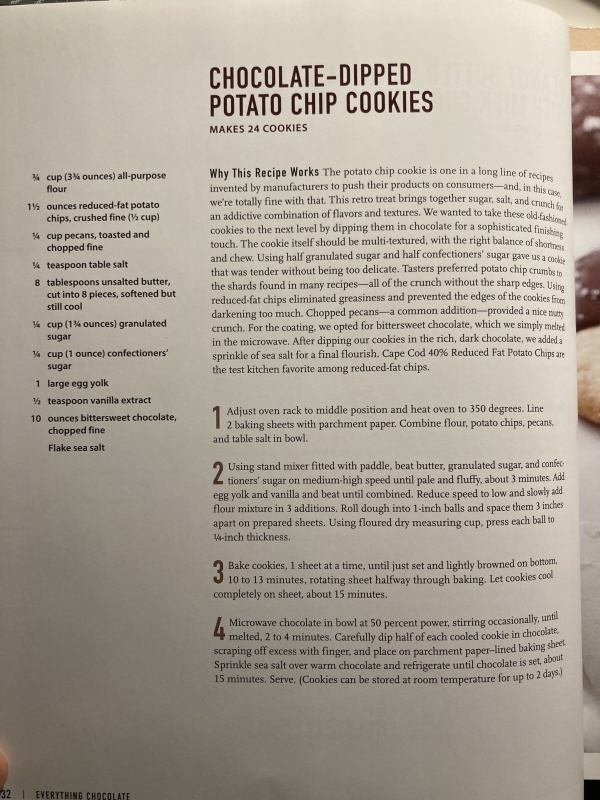 CHOCOLATE-DIPPED
POTATO CHIP COOKIES
MAKES 24 COOKIES
¾ cup (3¾ ounces) all-purpose
flour
1½ ounces reduced-fat potato
chips, crushed fine (½ cup)
¼ cup pecans, toasted and
chopped fine
¼ teaspoon table salt
8 tablespoons unsalted butter,
cut into 8 pieces, softened but
still cool
¼ cup (1¾ ounces) granulated
sugar
¼ cup (1 ounce) confectioners'
sugar
1 large egg yolk
½ teaspoon vanilla extract
10 ounces bittersweet chocolate,
chopped fine
Flake sea salt
Why This Recipe Works The potato chip cookie is one in a long line of recipes
invented by manufacturers to push their products on consumers—and, in this case,
we're totally fine with that. This retro treat brings together sugar, salt, and crunch for
an addictive combination of flavors and textures. We wanted to take these old-fashioned
cookies to the next level by dipping them in chocolate for a sophisticated finishing
touch. The cookie itself should be multi-textured, with the right balance of shortness
and chew. Using half granulated sugar and half confectioners' sugar gave us a cookie
that was tender without being too delicate. Tasters preferred potato chip crumbs to
the shards found in many recipes—all of the crunch without the sharp edges. Using
reduced-fat chips eliminated greasiness and prevented the edges of the cookies from
darkening too much. Chopped pecans—a common addition—provided a nice nutty
crunch. For the coating, we opted for bittersweet chocolate, which we simply melted
in the microwave. After dipping our cookies in the rich, dark chocolate, we added a
sprinkle of sea salt for a final flourish. Cape Cod 40% Reduced Fat Potato Chips are
the test kitchen favorite among reduced-fat chips.
1 Adjust oven rack to middle position and heat oven to 350 degrees. Line
2 baking sheets with parchment paper. Combine flour, potato chips, pecans,
and table salt in bowl.
2 Using stand mixer fitted with paddle, beat butter, granulated sugar, and confec-
tioners' sugar on medium-high speed until pale and fluffy, about 3 minutes. Add
egg yolk and vanilla and beat until combined. Reduce speed to low and slowly add
flour mixture in 3 additions. Roll dough into 1-inch balls and space them 3 inches
apart on prepared sheets. Using floured dry measuring cup, press each ball to
¼-inch thickness.
3 Bake cookies, 1 sheet at a time, until just set and lightly browned on bottom,
10 to 13 minutes, rotating sheet halfway through baking. Let cookies cool
completely on sheet, about 15 minutes.
4 Microwave chocolate in bowl at 50 percent power, stirring occasionally, until
melted, 2 to 4 minutes. Carefully dip half of each cooled cookie in chocolate,
scraping off excess with finger, and place on parchment paper–lined baking sheet.
Sprinkle sea salt over warm chocolate and refrigerate until chocolate is set, about
15 minutes. Serve. (Cookies can be stored at room temperature for up to 2 days.)
32 | EVERYTHING CHOCOLATE